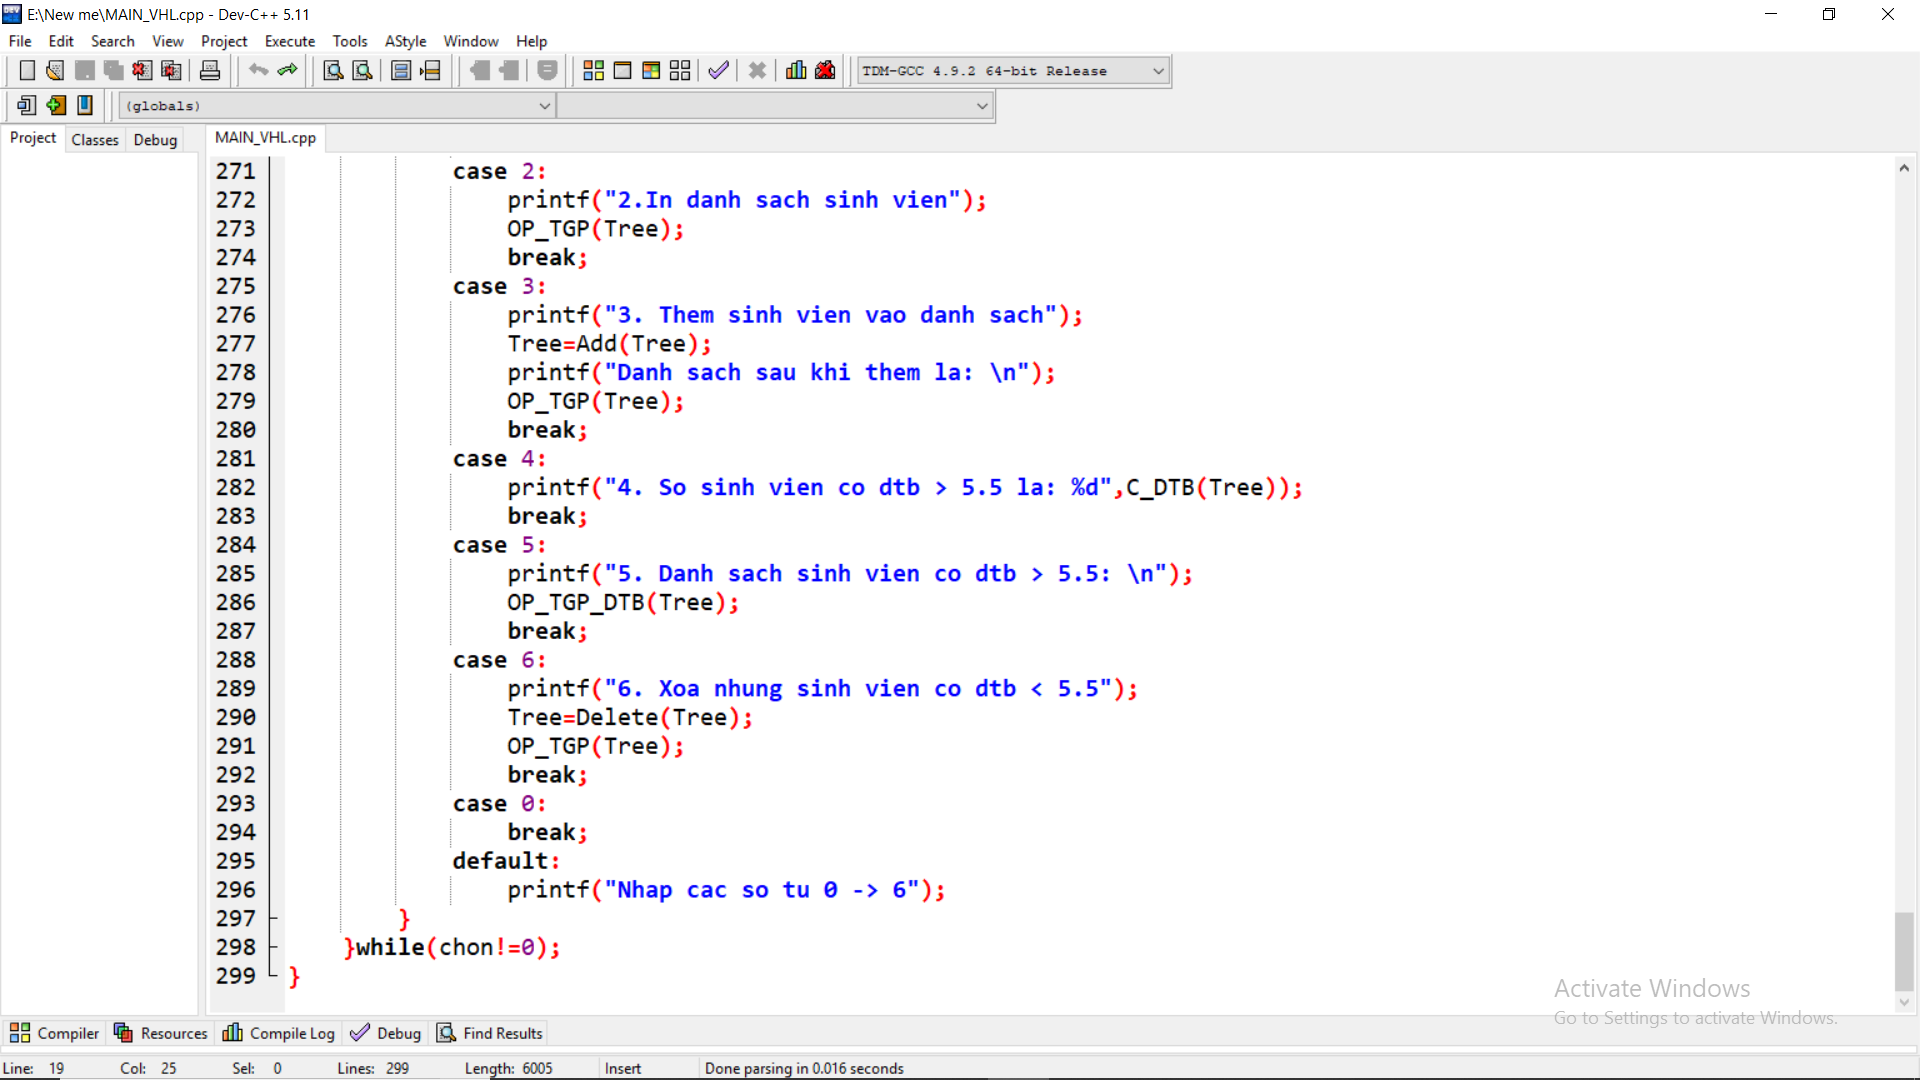 E:\New me\MAIN_VHL.cpp - Dev-C++ 5.11
File Edit Search View Project Execute Tools AStyle Window Help
TDM-GCC 4.9.2 64-bit Release
(globals)
Project Classes Debug MAIN_VHL.cpp
271 case 2:
272 printf("2.In danh sach sinh vien");
273 OP_TGP(Tree);
274 break;
275 case 3:
276 printf("3. Them sinh vien vao danh sach");
277 Tree=Add(Tree);
278 printf("Danh sach sau khi them la: \n");
279 OP_TGP(Tree);
280 break;
281 case 4:
282 printf("4. So sinh vien co dtb > 5.5 la: %d",C_DTB(Tree));
283 break;
284 case 5:
285 printf("5. Danh sach sinh vien co dtb > 5.5: \n");
286 OP_TGP_DTB(Tree);
287 break;
288 case 6:
289 printf("6. Xoa nhung sinh vien co dtb < 5.5");
290 Tree=Delete(Tree);
291 OP_TGP(Tree);
292 break;
293 case 0:
294 break;
295 default:
296 printf("Nhap cac so tu 0 -> 6");
297 }
298 }while(chon!=0);
299 }
Activate Windows
Go to Settings to activate Windows.
Compiler Resources Compile Log Debug Find Results
Line: 19 Col: 25 Sel: 0 Lines: 299 Length: 6005 Insert Done parsing in 0.016 seconds